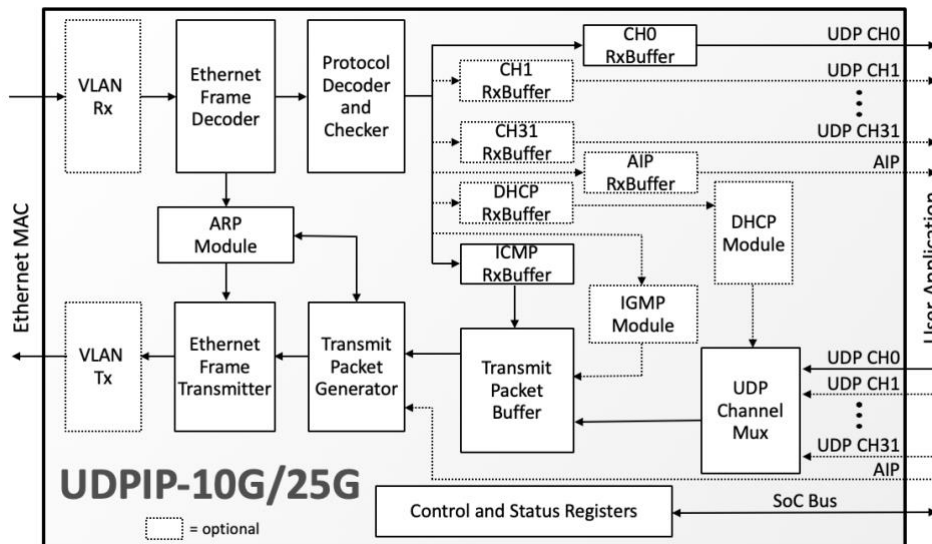 VLAN
Rx
Ethernet
Frame
Decoder
Protocol
Decoder
and
Checker
CH0
RxBuffer
UDP CH0
CH1
RxBuffer
UDP CH1
CH31
RxBuffer
UDP CH31
AIP
RxBuffer
AIP
DHCP
RxBuffer
DHCP
Module
ARP
Module
ICMP
RxBuffer
IGMP
Module
Ethernet MAC
User Application
VLAN
Tx
Ethernet
Frame
Transmitter
Transmit
Packet
Generator
Transmit
Packet
Buffer
UDP
Channel
Mux
UDP CH0
UDP CH1
UDP CH31
AIP
UDPIP-10G/25G
= optional
Control and Status Registers
SoC Bus